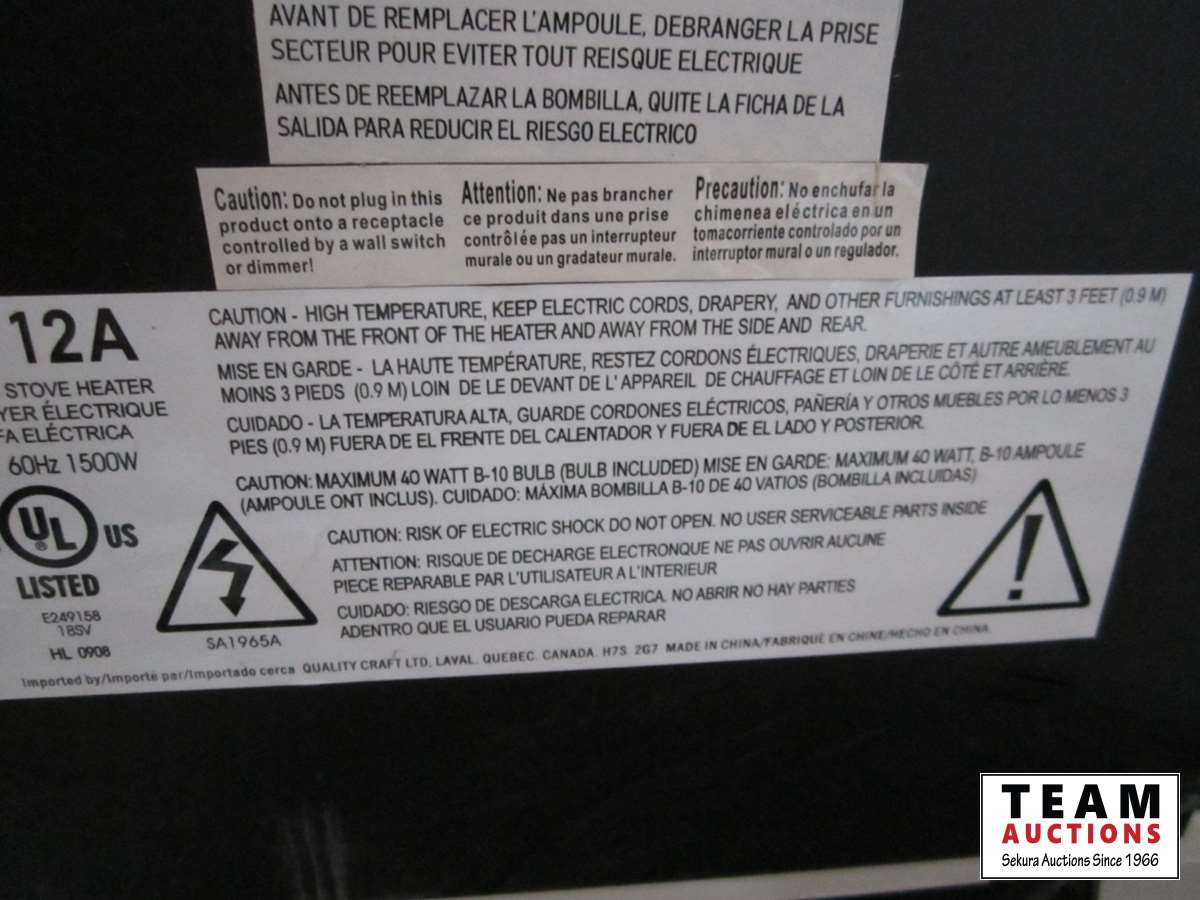 AVANT DE REMPLACER L'AMPOULE, DEBRANGER LA PRISE
SECTEUR POUR EVITER TOUT REISQUE ELECTRIQUE
ANTES DE REEMPLAZAR LA BOMBILLA, QUITE LA FICHA DE LA
SALIDA PARA REDUCIR EL RIESGO ELECTRICO
Caution: Do not plug in this
product onto a receptacle
controlled by a wall switch
or dimmer!
Attention: Ne pas brancher
ce produit dans une prise
contrôlée pas un interrupteur
murale ou un gradateur murale.
Precaution: No enchufar la
chimenea eléctrica en un
tomacorriente controlado por un
interruptor mural o un regulador.
12A
STOVE HEATER
YER ÉLECTRIQUE
FA ELÉCTRICA
60Hz 1500W
UL US
®
LISTED
E249158
18SV
HL 0908
CAUTION - HIGH TEMPERATURE, KEEP ELECTRIC CORDS, DRAPERY, AND OTHER FURNISHINGS AT LEAST 3 FEET (0.9 M)
AWAY FROM THE FRONT OF THE HEATER AND AWAY FROM THE SIDE AND REAR.
MISE EN GARDE - LA HAUTE TEMPÉRATURE, RESTEZ CORDONS ÉLECTRIQUES, DRAPERIE ET AUTRE AMEUBLEMENT AU
MOINS 3 PIEDS (0.9 M) LOIN DE LE DEVANT DE L' APPAREIL DE CHAUFFAGE ET LOIN DE LE CÔTÉ ET ARRIÈRE.
CUIDADO - LA TEMPERATURA ALTA, GUARDE CORDONES ELÉCTRICOS, PAÑERÍA Y OTROS MUEBLES POR LO MENOS 3
PIES (0.9 M) FUERA DE EL FRENTE DEL CALENTADOR Y FUERA DE EL LADO Y POSTERIOR.
CAUTION: MAXIMUM 40 WATT B-10 BULB (BULB INCLUDED) MISE EN GARDE: MAXIMUM 40 WATT, B-10 AMPOULE
(AMPOULE ONT INCLUS). CUIDADO: MÁXIMA BOMBILLA B-10 DE 40 VATIOS (BOMBILLA INCLUIDAS)
CAUTION: RISK OF ELECTRIC SHOCK DO NOT OPEN. NO USER SERVICEABLE PARTS INSIDE
ATTENTION: RISQUE DE DECHARGE ELECTRONQUE NE PAS OUVRIR AUCUNE
PIECE REPARABLE PAR L'UTILISATEUR A L'INTERIEUR
CUIDADO: RIESGO DE DESCARGA ELECTRICA. NO ABRIR NO HAY PARTIES
ADENTRO QUE EL USUARIO PUEDA REPARAR
SA1965A
!
Imported by/Importé par/Importado cerca QUALITY CRAFT LTD, LAVAL. QUEBEC. CANADA. H7S 2G7 MADE IN CHINA/FABRIQUE EN CHINE/HECHO EN CHINA.
TEAM
AUCTIONS
Sekura Auctions Since 1966